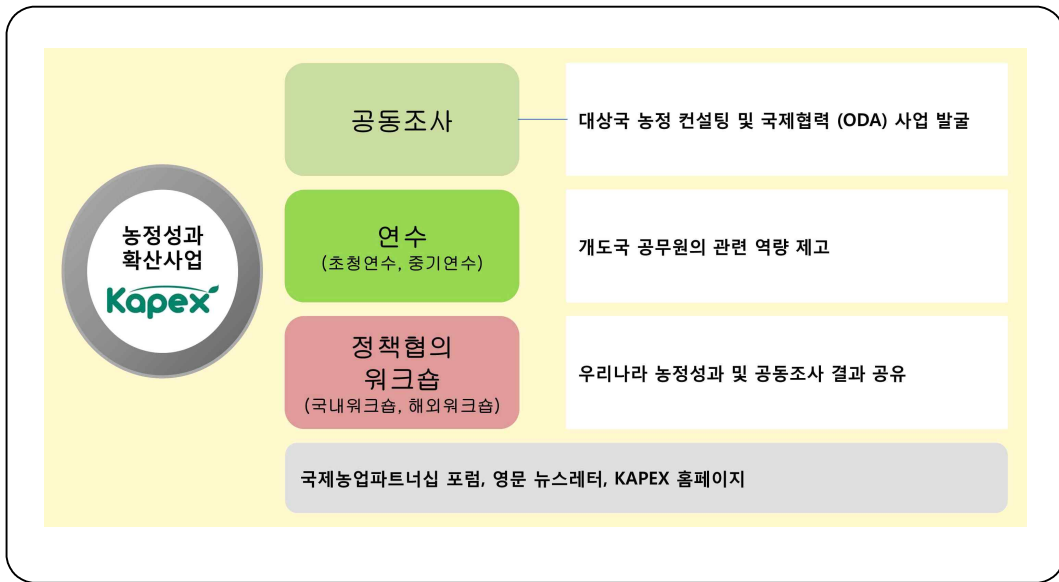 농정성과
확산사업
Kapex
공동조사
대상국 농정 컨설팅 및 국제협력 (ODA) 사업 발굴
연수
(초청연수, 중기연수)
개도국 공무원의 관련 역량 제고
정책협의
워크숍
(국내워크숍, 해외워크숍)
우리나라 농정성과 및 공동조사 결과 공유
국제농업파트너십 포럼, 영문 뉴스레터, KAPEX 홈페이지